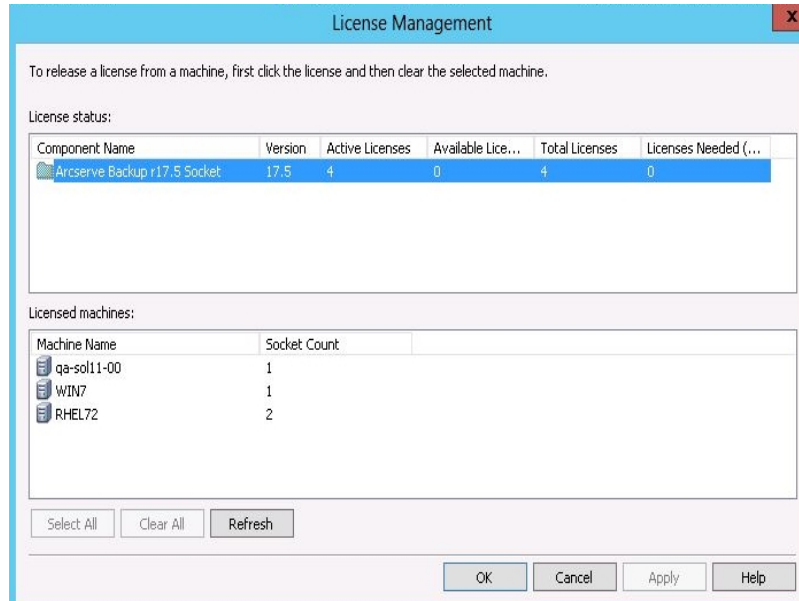 License Management
x
To release a license from a machine, first click the license and then clear the selected machine.
License status:
Component Name Version Active Licenses Available Lice... Total Licenses Licenses Needed (...
Arcserve Backup r17.5 Socket 17.5 4 0 4 0
Licensed machines:
Machine Name Socket Count
qa-sol11-00 1
WIN7 1
RHEL72 2
Select All Clear All Refresh
OK Cancel Apply Help